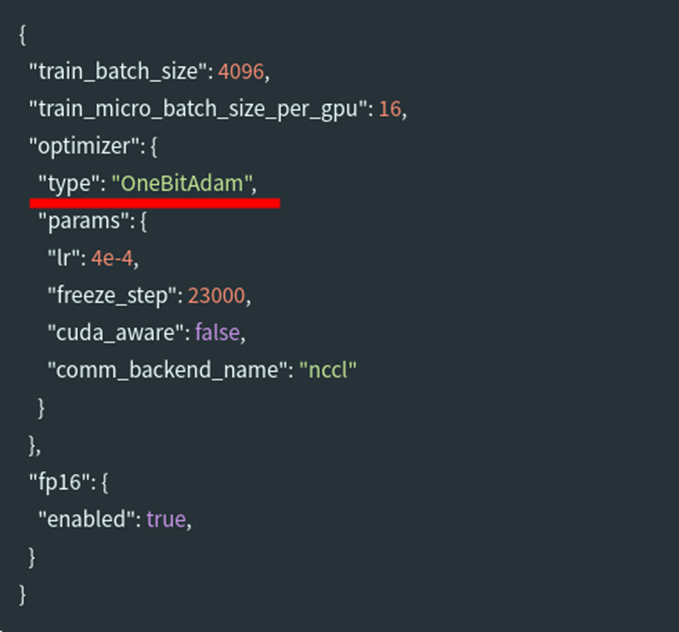 {
"train_batch_size": 4096,
"train_micro_batch_size_per_gpu": 16,
"optimizer": {
"type": "OneBitAdam",
"params": {
"lr": 4e-4,
"freeze_step": 23000,
"cuda_aware": false,
"comm_backend_name": "nccl"
}
},
"fp16": {
"enabled": true,
}
}